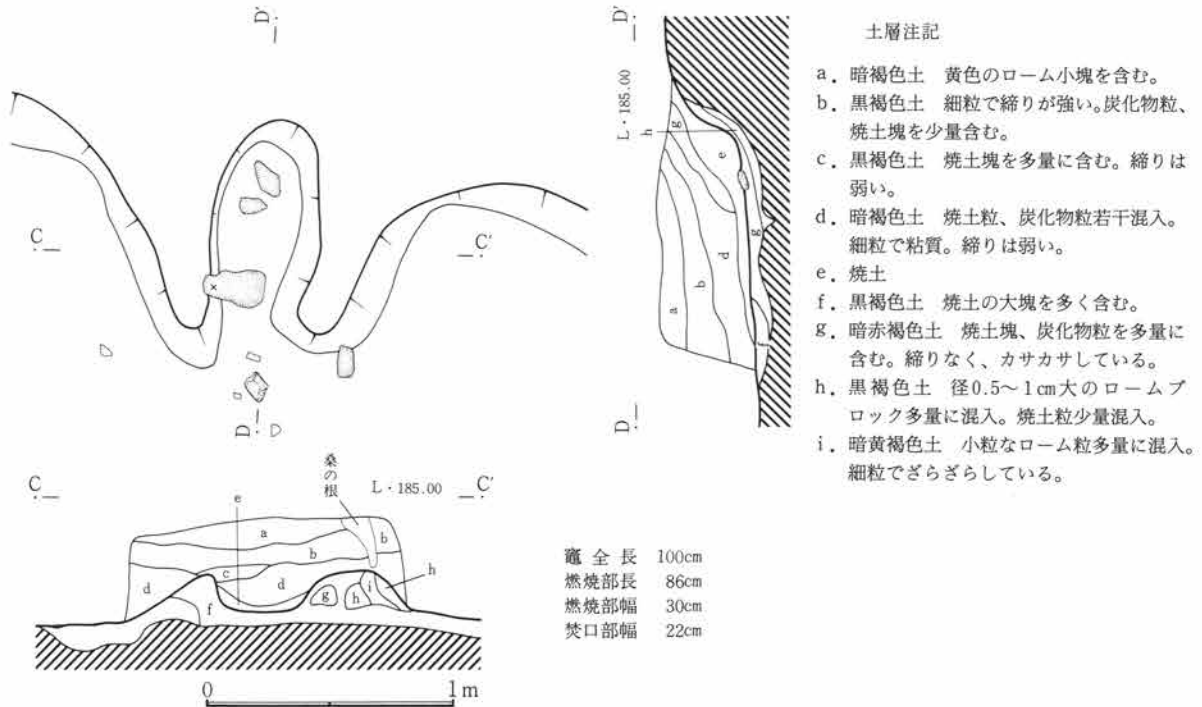 D′
C
C′
D
D′
L・185.00
h
g
e
g
d
b
a
f
D
土層注記
a. 暗褐色土　黄色のローム小塊を含む。
b. 黒褐色土　細粒で締りが強い。炭化物粒、
焼土塊を少量含む。
c. 黒褐色土　焼土塊を多量に含む。締りは
弱い。
d. 暗褐色土　焼土粒、炭化物粒若干混入。
細粒で粘質。締りは弱い。
e. 焼土
f. 黒褐色土　焼土の大塊を多く含む。
g. 暗赤褐色土　焼土塊、炭化物粒を多量に
含む。締りなく、カサカサしている。
h. 黒褐色土　径0.5〜1㎝大のロームブ
ロック多量に混入。焼土粒少量混入。
i. 暗黄褐色土　小粒なローム粒多量に混入。
細粒でざらざらしている。
C
e
桑の根
L・185.00
C′
a
b
b
c
d
d
f
g
h
i
h
0
1m
竈全長　100cm
燃焼部長　86cm
燃焼部幅　30cm
焚口部幅　22cm